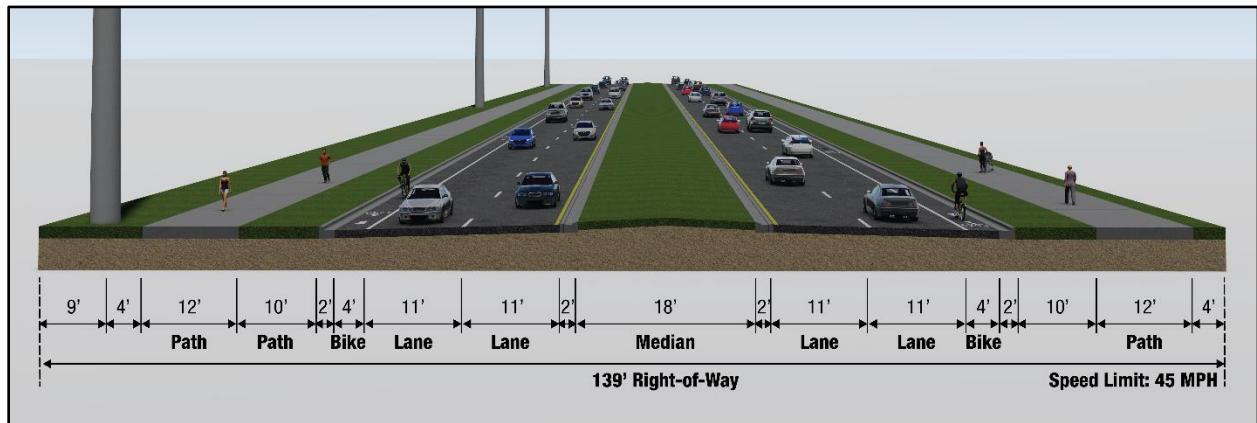 9' 4' 12' 10' 2' 4' 11' 11' 2' 18' 2' 11' 11' 4' 2' 10' 12' 4'
Path Path Bike Lane Lane Median Lane Lane Bike Path
139' Right-of-Way Speed Limit: 45 MPH